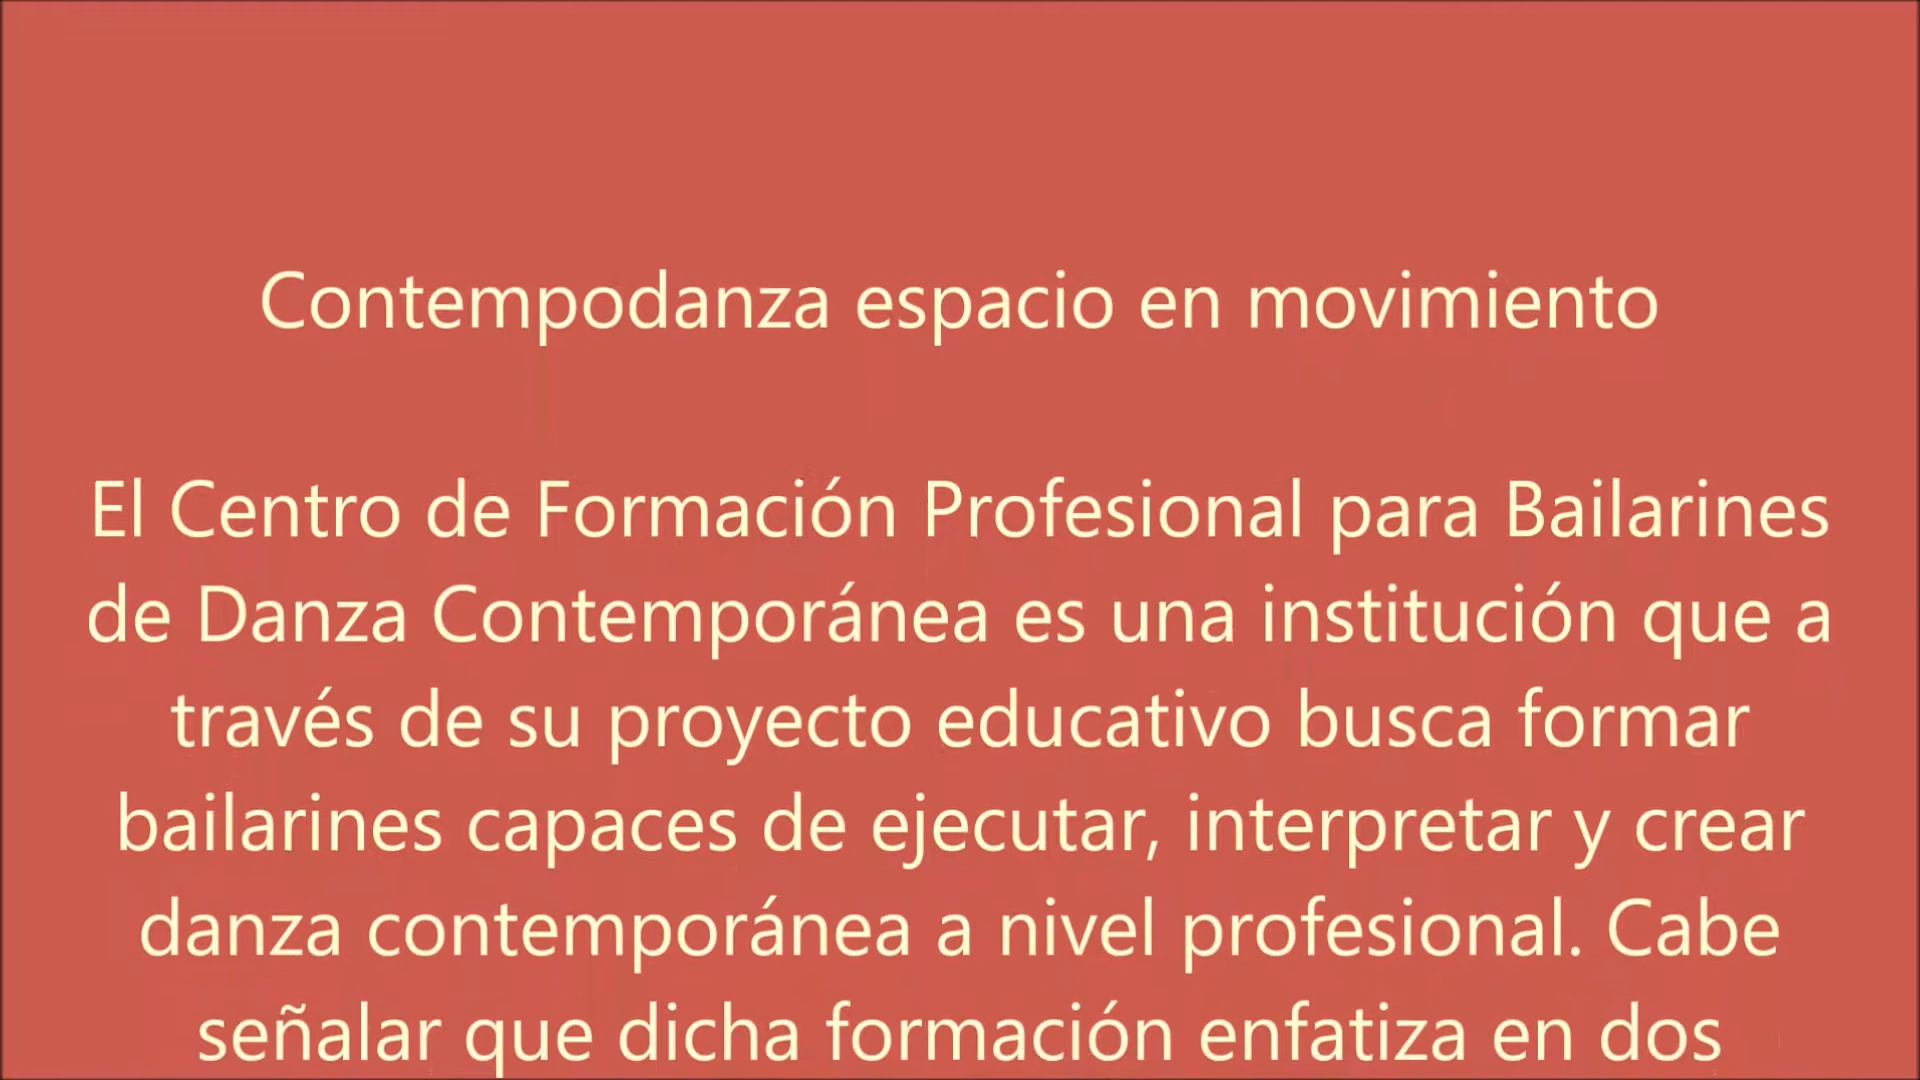 Contempodanza espacio en movimiento
El Centro de Formación Profesional para Bailarines
de Danza Contemporánea es una institución que a
través de su proyecto educativo busca formar
bailarines capaces de ejecutar, interpretar y crear
danza contemporánea a nivel profesional. Cabe
señalar que dicha formación enfatiza en dos